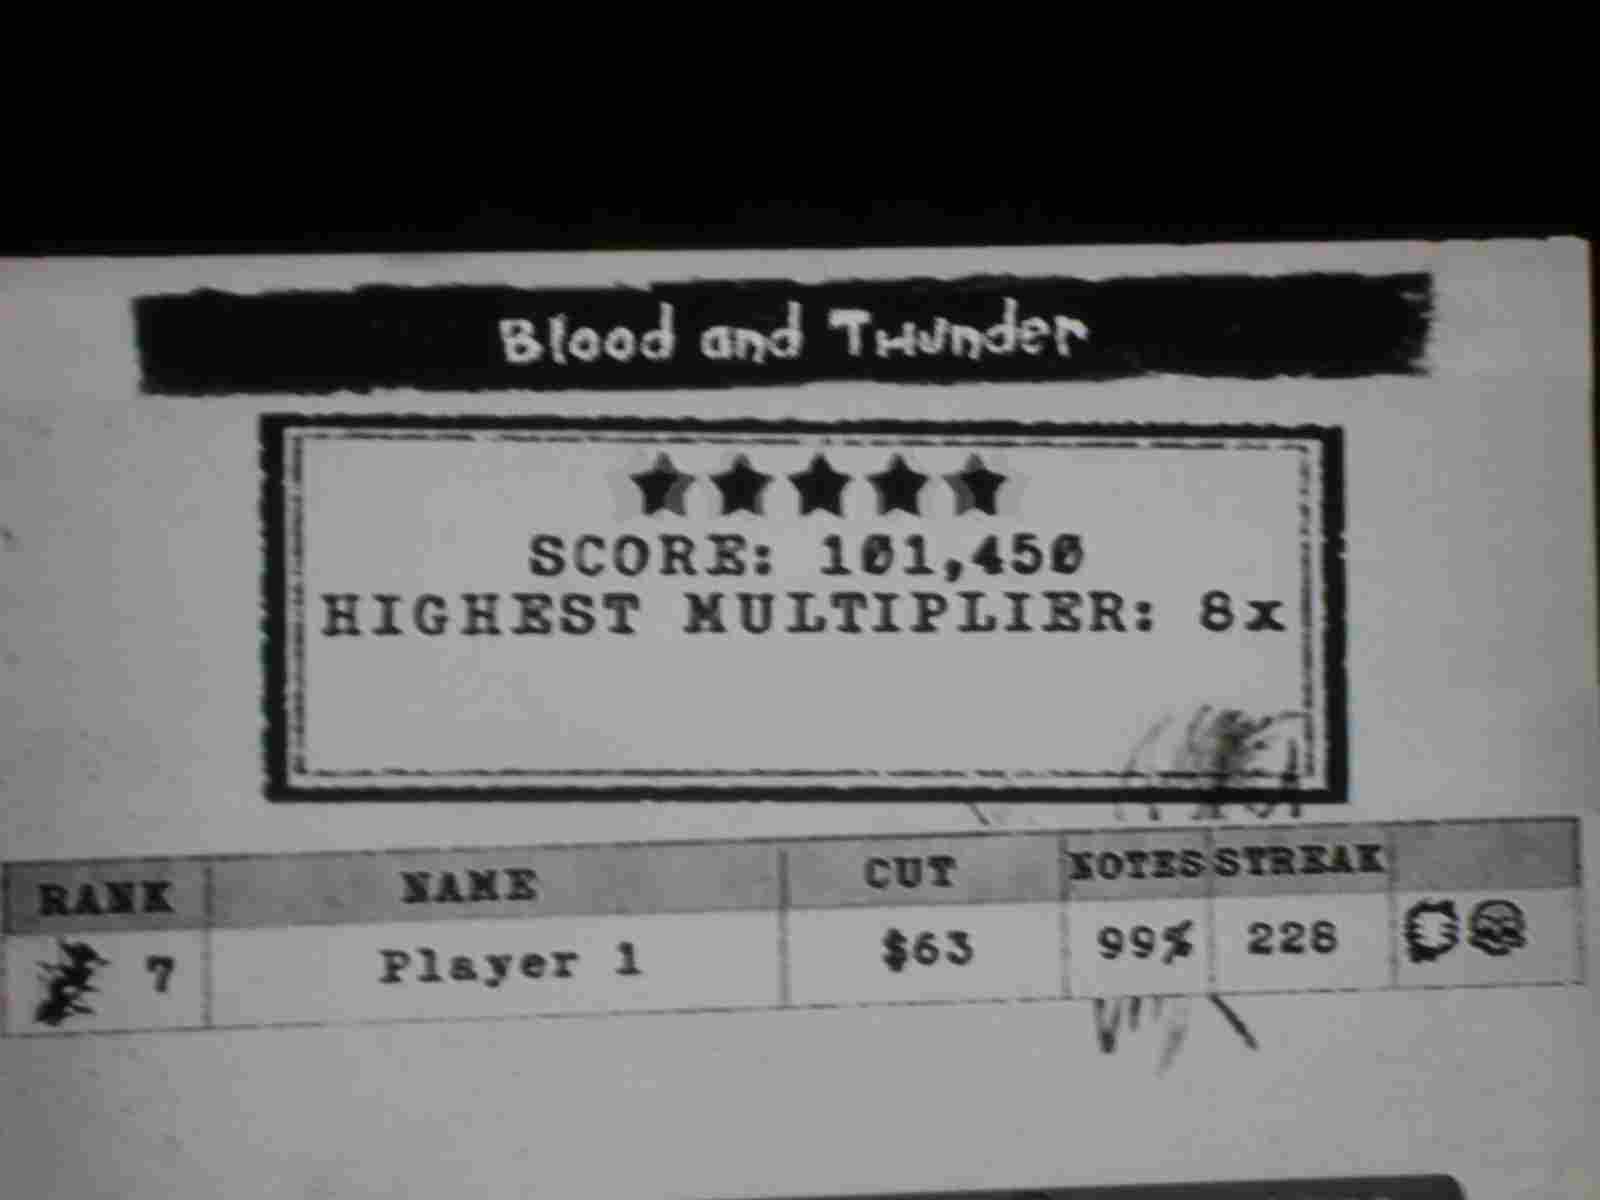 Blood and Thunder
SCORE: 101,450
HIGHEST MULTIPLIER: 8x
RANK NAME CUT NOTES STREAK
7 Player 1 $63 99% 228